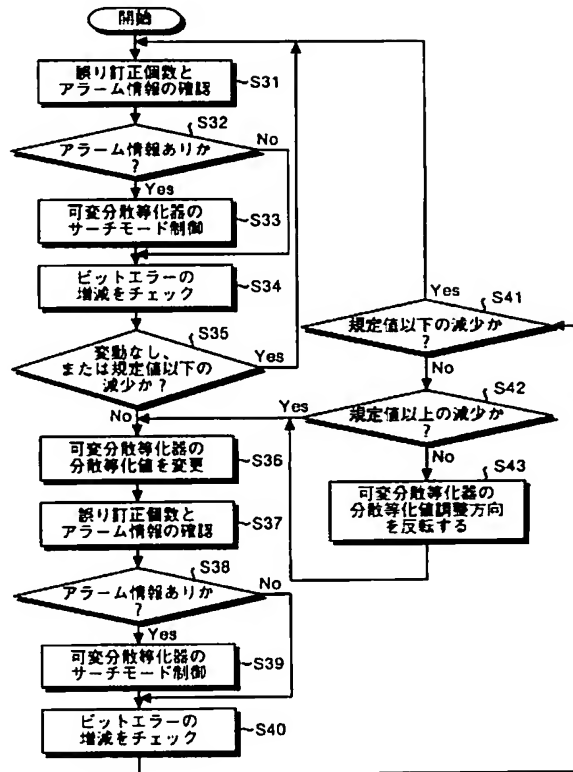 開始
誤り訂正個数と
アラーム情報の確認
S31
S32
アラーム情報ありか
?
No
Yes
可変分散等化器の
サーチモード制御
S33
ビットエラーの
増減をチェック
S34
S35
変動なし、
または規定値以下の
減少か?
Yes
No
可変分散等化器の
分散等化値を変更
S36
誤り訂正個数と
アラーム情報の確認
S37
S38
アラーム情報ありか
?
No
Yes
可変分散等化器の
サーチモード制御
S39
ビットエラーの
増減をチェック
S40
Yes
S41
規定値以下の減少か
?
No
S42
Yes
規定値以上の減少か
?
No
S43
可変分散等化器の
分散等化値調整方向
を反転する